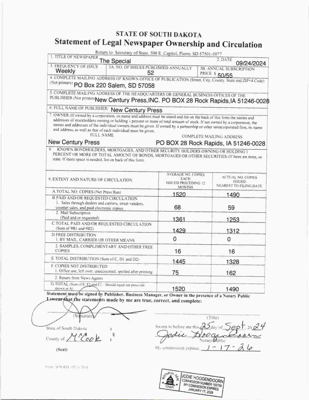 STATE OF SOUTH DAKOTA
Statement of Legal Newspaper Ownership and Circulation
Return to: Secretary of State, 500 E. Capitol, Pierre, SD 57501-5077
1. TITLE OF NEWSPAPER
The Special
2. DATE
09/24/2024
3. FREQUENCY OF ISSUE
Weekly
3A. NO. OF ISSUES PUBLISHED ANNUALLY
52
3B. ANNUAL SUBSCRIPTION
PRICE $ 50/55
4. COMPLETE MAILING ADDRESS OF KNOWN OFFICE OF PUBLICATION (Street, City, County, State and ZIP+4 Code)
(Not printer) PO Box 220 Salem, SD 57058
5. COMPLETE MAILING ADDRESS OF THE HEADQUARTERS OR GENERAL BUSINESS OFFICES OF THE
PUBLISHER (Not printer) New Century Press,INC. PO BOX 28 Rock Rapids,IA 51246-0028
6. FULL NAME OF PUBLISHER: New Century Press
7. OWNER (If owned by a corporation, its name and address must be stated and also on the back of this form the names and
addresses of stockholders owning or holding 1 percent or more of total amount of stock. If not owned by a corporation, the
names and addresses of the individual owners must be given. If owned by a partnership or other unincorporated firm, its name
and address, as well as that of each individual must be given.
FULL NAME COMPLETE MAILING ADDRESS
New Century Press PO BOX 28 Rock Rapids, IA 51246-0028
8. KNOWN BONDHOLDERS, MORTGAGES, AND OTHER SECURITY HOLDERS OWNING OR HOLDING 1
PERCENT OR MORE OF TOTAL AMOUNT OF BONDS, MORTGAGES OR OTHER SECURITIES (If there are none, so
state. If more space is needed, list on back of this form)
9. EXTENT AND NATURE OF CIRCULATION
AVERAGE NO. COPIES
EACH
ISSUE DURING PRECEDING 12
MONTHS
ACTUAL NO. COPIES
ISSUED
NEAREST TO FILING DATE
A. TOTAL NO. COPIES (Net Press Run) 1520 1490
B. PAID AND/OR REQUESTED CIRCULATION
1. Sales through dealers and carriers, street vendors,
counter sales, and paid electronic copies. 68 59
2. Mail Subscription
(Paid and/or requested) 1361 1253
C. TOTAL PAID AND/OR REQUESTED CIRCULATION
(Sum of 9B1 and 9B2) 1429 1312
D. FREE DISTRIBUTION
1. BY MAIL, CARRIER OR OTHER MEANS 0 0
2. SAMPLES, COMPLIMENTARY AND OTHER FREE
COPIES 16 16
E. TOTAL DISTRIBUTION (Sum of C, D1 and D2) 1445 1328
F. COPIES NOT DISTRIBUTED
1. Office use, left over, unaccounted, spoiled after printing 75 162
2. Return from News Agents
G. TOTAL (Sum of E, F1 and F2 - Should equal net press run
shown in A) 1520 1490
Statement must be signed by Publisher, Business Manager, or Owner in the presence of a Notary Public
I swear that the statements made by me are true, correct, and complete:
(Signature) (Title)
State of South Dakota
County of McCook
Sworn to before me this 25 day of Sept 24
Jodie Hoogendoorn
My commission expires: 1-17-26
(Seal)
JODIE HOOGENDOORN